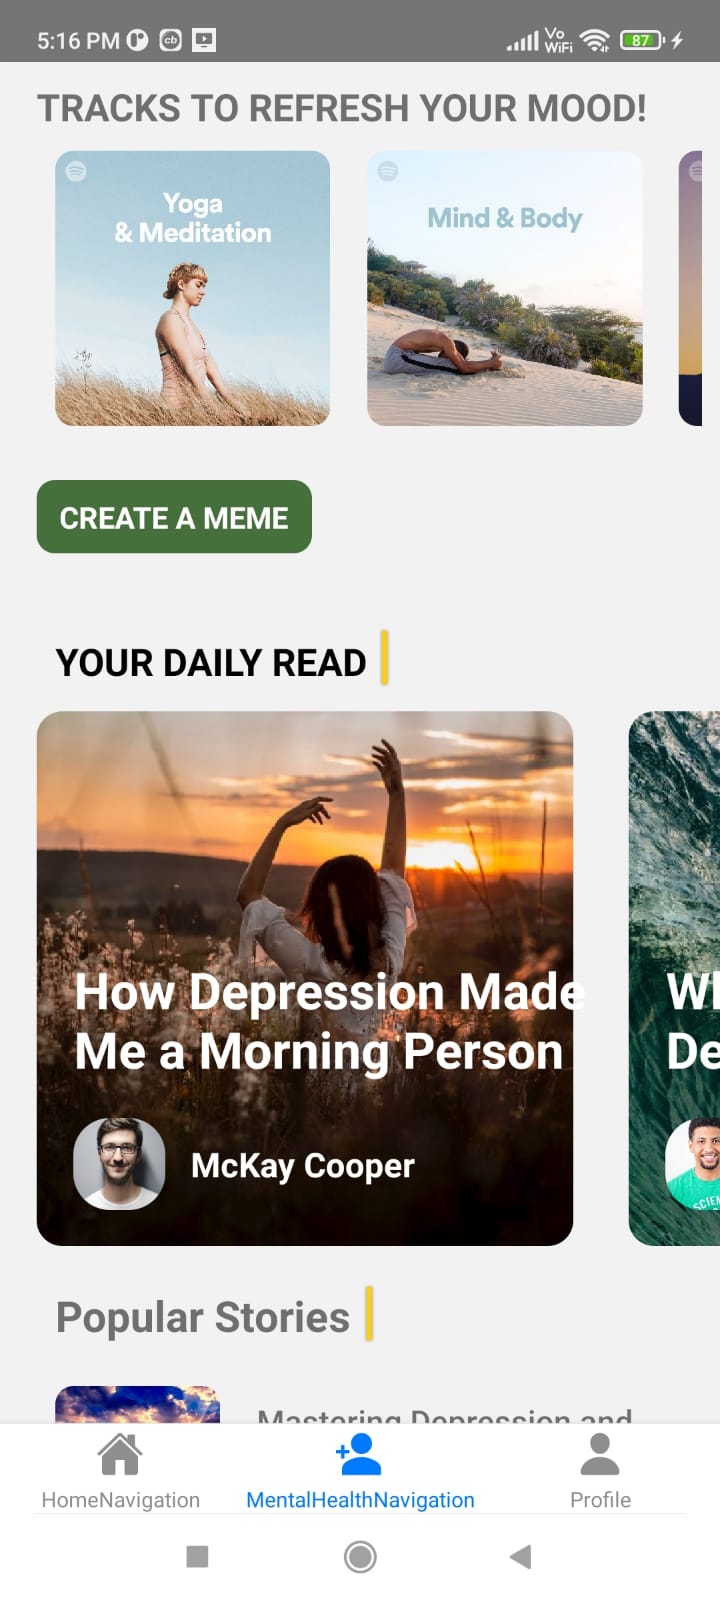 5:16 PM
Vo
WiFi
87
TRACKS TO REFRESH YOUR MOOD!
Yoga
& Meditation
Mind & Body
CREATE A MEME
YOUR DAILY READ
How Depression Made
Me a Morning Person
McKay Cooper
De
SCIEN
Popular Stories
Mastering Depression and
HomeNavigation
MentalHealthNavigation
Profile